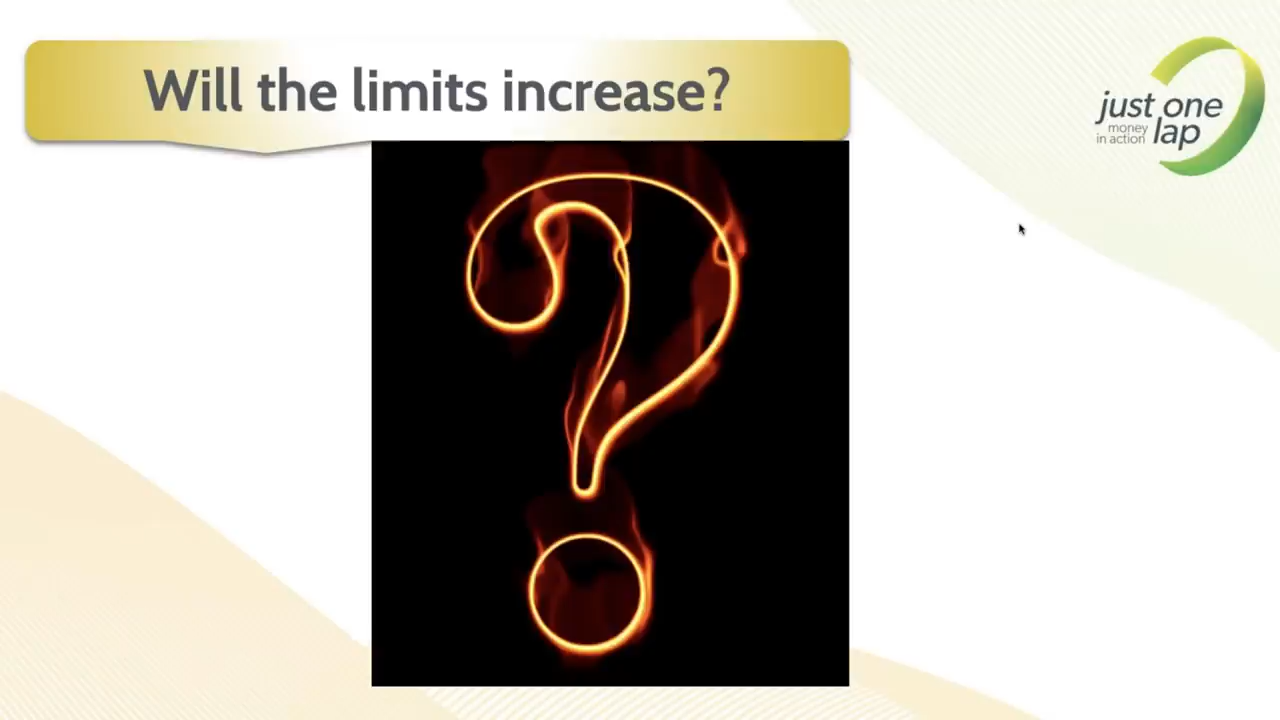 Will the limits increase?
just one
money
in action
lap
?